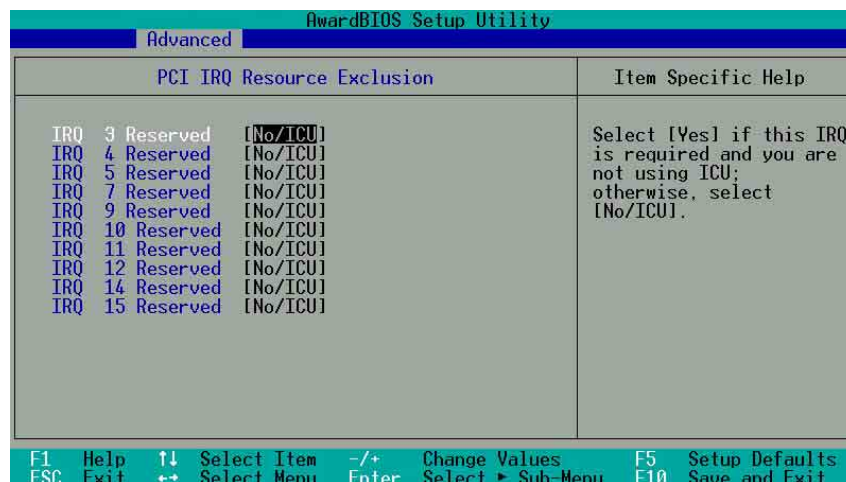 AwardBIOS Setup Utility
Advanced
PCI IRQ Resource Exclusion
IRQ 3 Reserved [No/ICU]
IRQ 4 Reserved [No/ICU]
IRQ 5 Reserved [No/ICU]
IRQ 7 Reserved [No/ICU]
IRQ 9 Reserved [No/ICU]
IRQ 10 Reserved [No/ICU]
IRQ 11 Reserved [No/ICU]
IRQ 12 Reserved [No/ICU]
IRQ 14 Reserved [No/ICU]
IRQ 15 Reserved [No/ICU]
Item Specific Help
Select [Yes] if this IRQ
is required and you are
not using ICU;
otherwise, select
[No/ICU].
F1 Help ↑↓ Select Item -/+ Change Values F5 Setup Defaults
ESC Exit ←→ Select Menu Enter Select ► Sub-Menu F10 Save and Exit